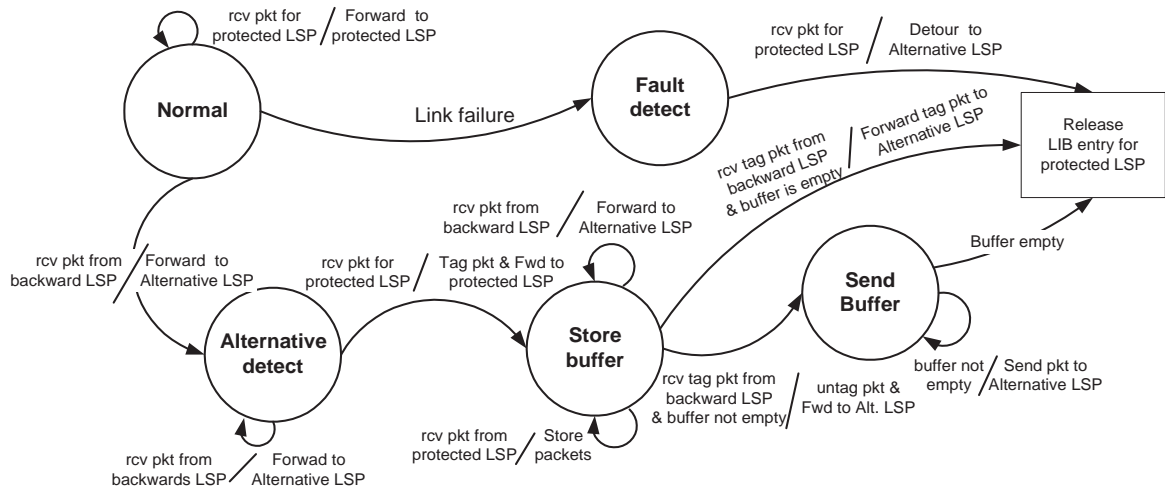 rcv pkt for
protected LSP / Forward to
protected LSP
Normal
Link failure
Fault
detect
rcv pkt for
protected LSP / Detour to
Alternative LSP
Release
LIB entry for
protected LSP
rcv tag pkt from
backward LSP
& buffer is empty / Forward tag pkt to
Alternative LSP
rcv pkt from
backward LSP / Forward to
Alternative LSP
rcv pkt for
protected LSP / Tag pkt & Fwd to
protected LSP
rcv pkt from
backward LSP / Forward to
Alternative LSP
Buffer empty
Send
Buffer
Alternative
detect
Store
buffer
buffer not
empty / Send pkt to
Alternative LSP
rcv tag pkt from
backward LSP
& buffer not empty / untag pkt &
Fwd to Alt. LSP
rcv pkt from
protected LSP / Store
packets
rcv pkt from
backwards LSP / Forwad to
Alternative LSP